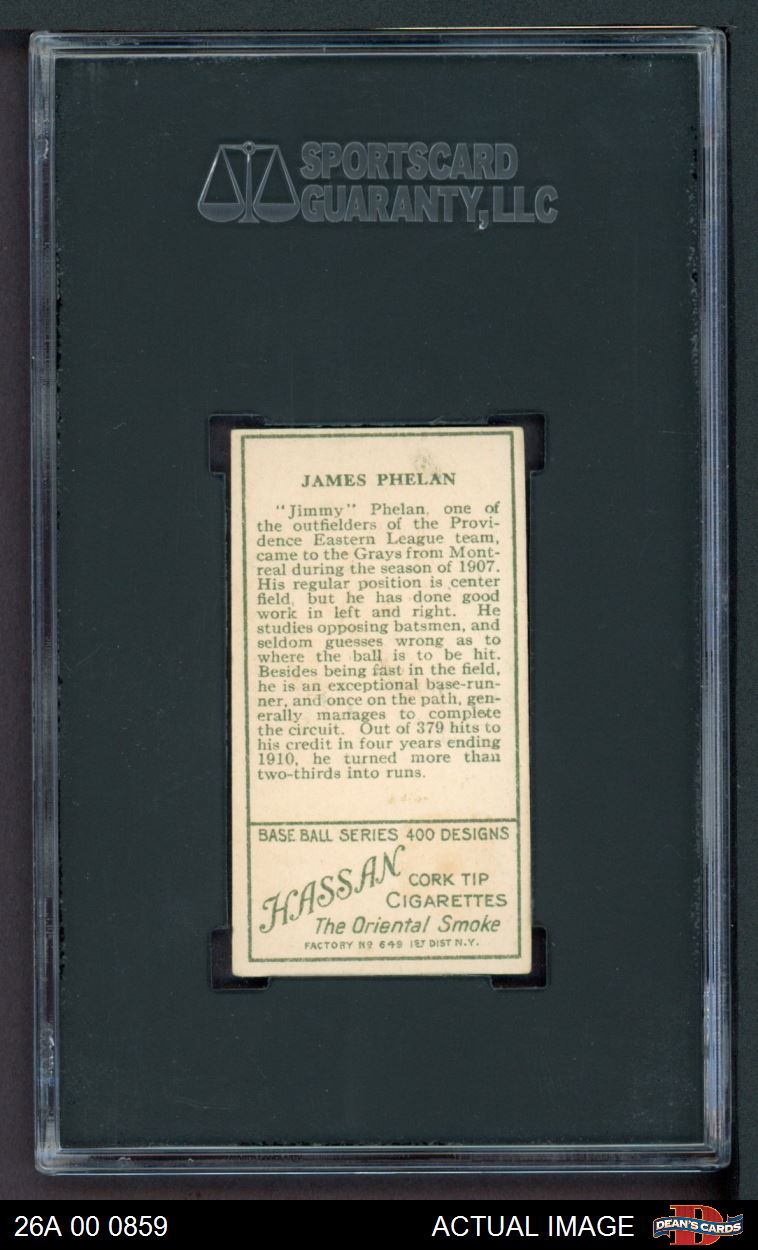 SPORTSCARD
GUARANTY, LLC
JAMES PHELAN
"Jimmy" Phelan, one of
the outfielders of the Provi-
dence Eastern League team,
came to the Grays from Mont-
real during the season of 1907.
His regular position is center
field, but he has done good
work in left and right. He
studies opposing batsmen, and
seldom guesses wrong as to
where the ball is to be hit.
Besides being fast in the field,
he is an exceptional base-run-
ner, and once on the path, gen-
erally manages to complete
the circuit. Out of 379 hits to
his credit in four years ending
1910, he turned more than
two-thirds into runs.
BASE BALL SERIES 400 DESIGNS
HASSAN CORK TIP
CIGARETTES
The Oriental Smoke
FACTORY Nº 649 1ST DIST N.Y.
26A 00 0859 ACTUAL IMAGE DEAN'S CARDS